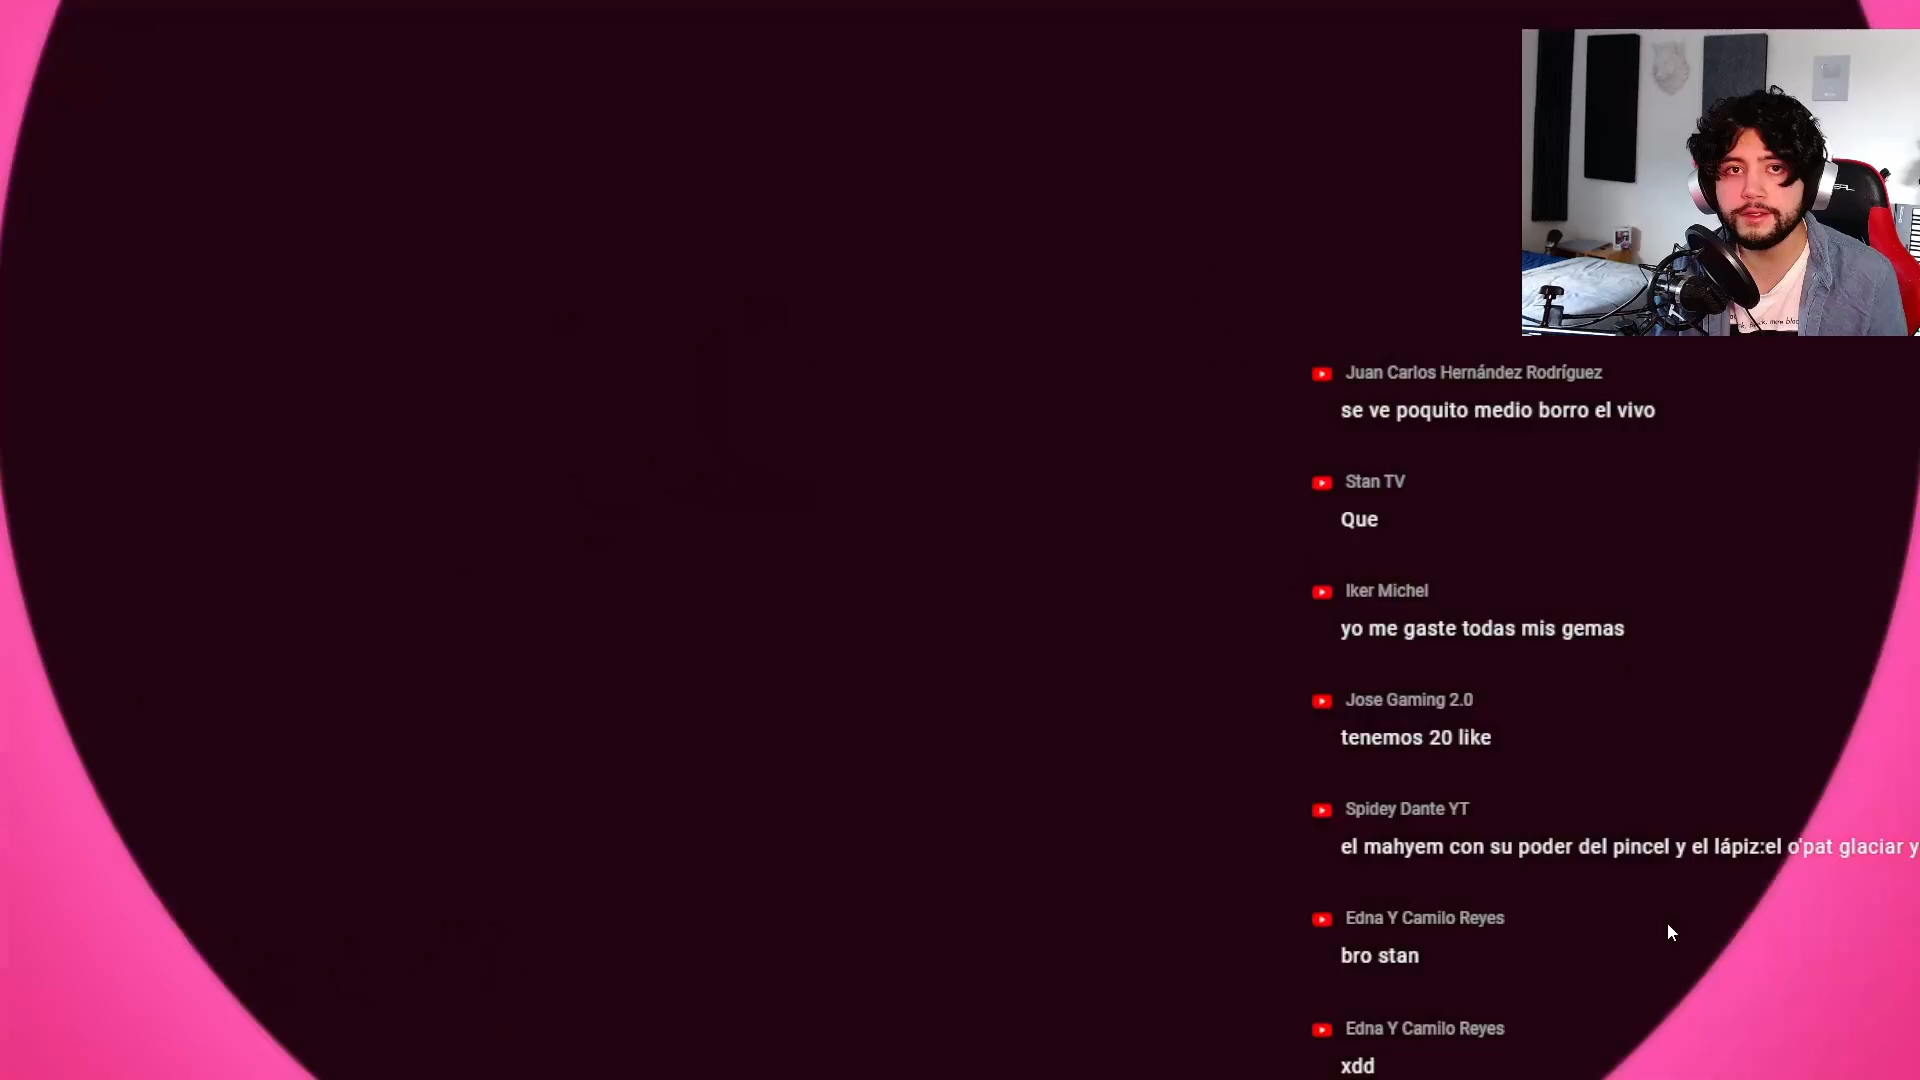 Juan Carlos Hernández Rodríguez
se ve poquito medio borro el vivo
Stan TV
Que
Iker Michel
yo me gaste todas mis gemas
Jose Gaming 2.0
tenemos 20 like
Spidey Dante YT
el mahyem con su poder del pincel y el lápiz:el o'pat glaciar y
Edna Y Camilo Reyes
bro stan
Edna Y Camilo Reyes
xdd